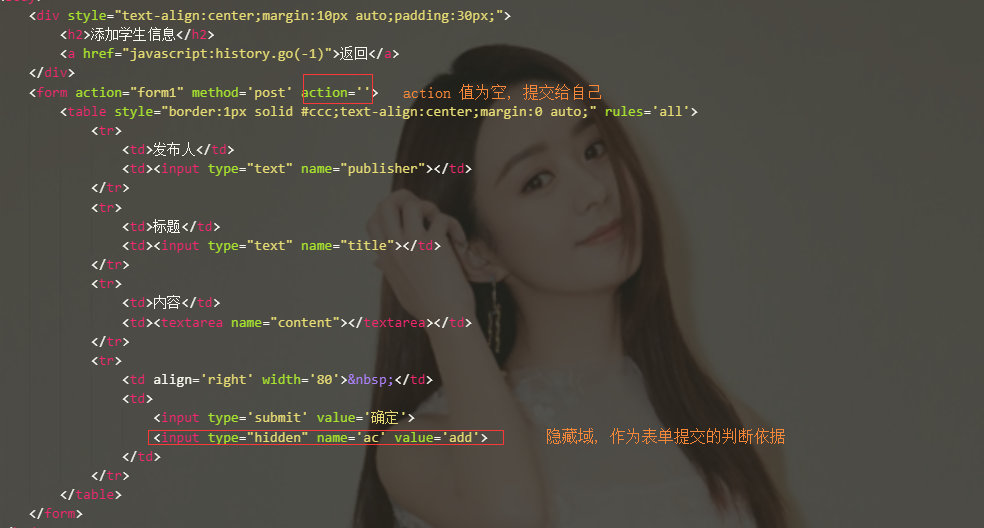 <div style="text-align:center;margin:10px auto;padding:30px;">
<h2>添加学生信息</h2>
<a href="javascript:history.go(-1)">返回</a>
</div>
<form action="form1" method='post' action=''> action 值为空, 提交给自己
<table style="border:1px solid #ccc;text-align:center;margin:0 auto;" rules='all'>
<tr>
<td>发布人</td>
<td><input type="text" name="publisher"></td>
</tr>
<tr>
<td>标题</td>
<td><input type="text" name="title"></td>
</tr>
<tr>
<td>内容</td>
<td><textarea name="content"></textarea></td>
</tr>
<tr>
<td align='right' width='80'>&nbsp;</td>
<td>
<input type='submit' value='确定'>
<input type="hidden" name='ac' value='add'> 隐藏域, 作为表单提交的判断依据
</td>
</tr>
</table>
</form>